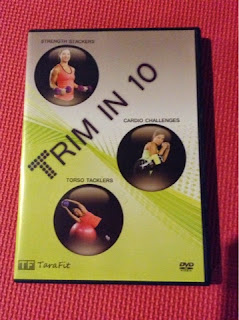 STRENGTH STACKERS
TRIM IN 10
CARDIO CHALLENGES
TORSO TACKLERS
TF TaraFit
DVD